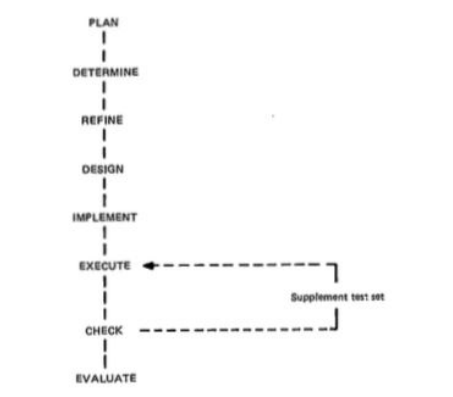 PLAN
DETERMINE
REFINE
DESIGN
IMPLEMENT
EXECUTE
Supplement test set
CHECK
EVALUATE